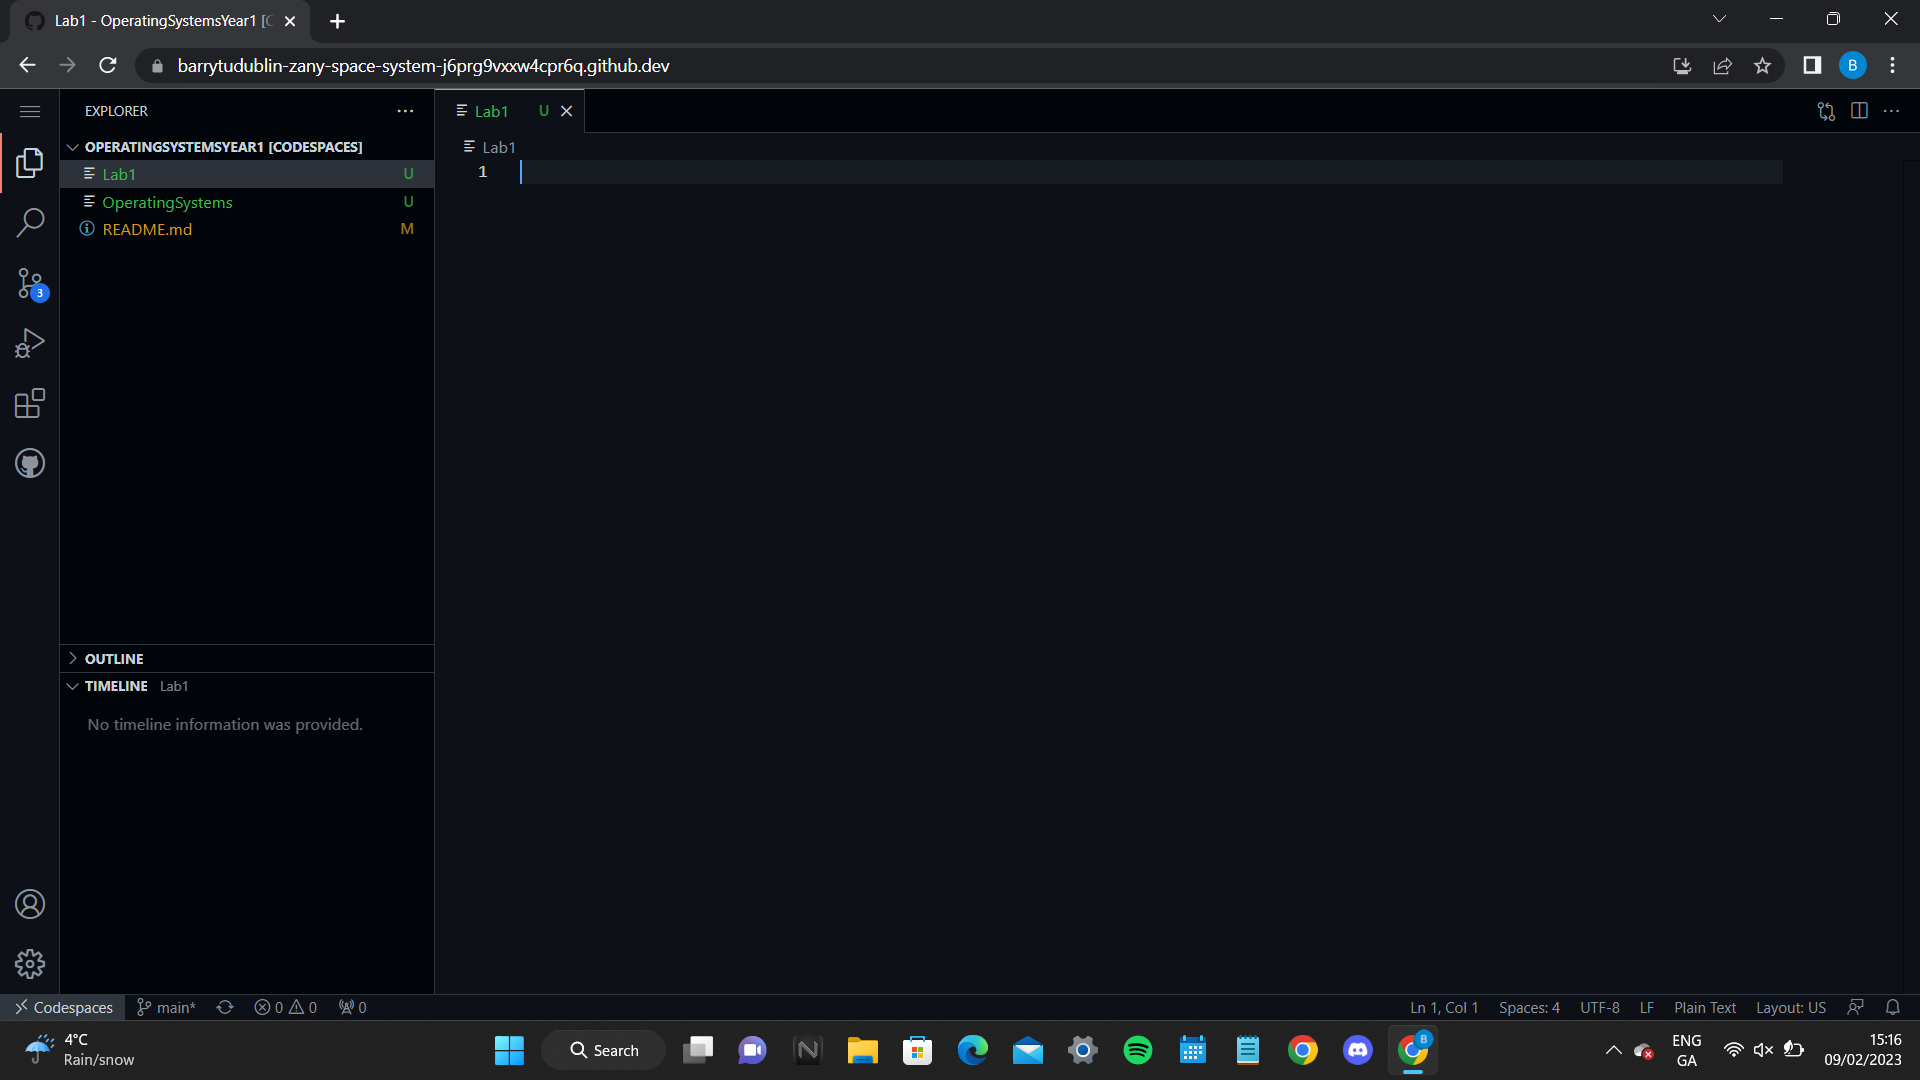 Lab1 - OperatingSystemsYear1 [C
barrytudublin-zany-space-system-j6prg9vxxw4cpr6q.github.dev
B
EXPLORER
OPERATINGSYSTEMSYEAR1 [CODESPACES]
Lab1 U
OperatingSystems U
README.md M
3
OUTLINE
TIMELINE Lab1
No timeline information was provided.
Lab1 U
Lab1
1
Codespaces main* 0 0 0
Ln 1, Col 1 Spaces: 4 UTF-8 LF Plain Text Layout: US
4°C
Rain/snow
Search
B
ENG
GA
15:16
09/02/2023